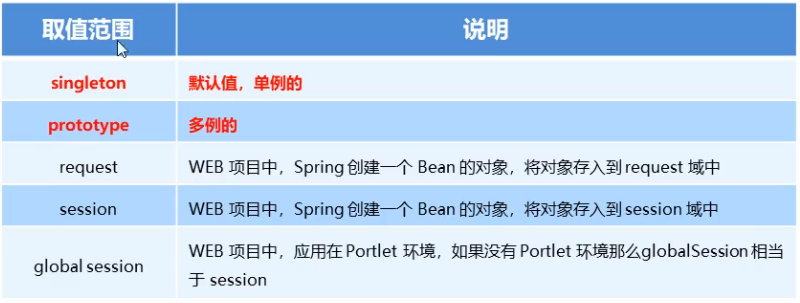 取值范围 说明
singleton 默认值，单例的
prototype 多例的
request WEB 项目中，Spring 创建一个 Bean 的对象，将对象存入到 request 域中
session WEB 项目中，Spring 创建一个 Bean 的对象，将对象存入到 session 域中
global session WEB 项目中，应用在 Portlet 环境，如果没有 Portlet 环境那么globalSession 相当
于 session